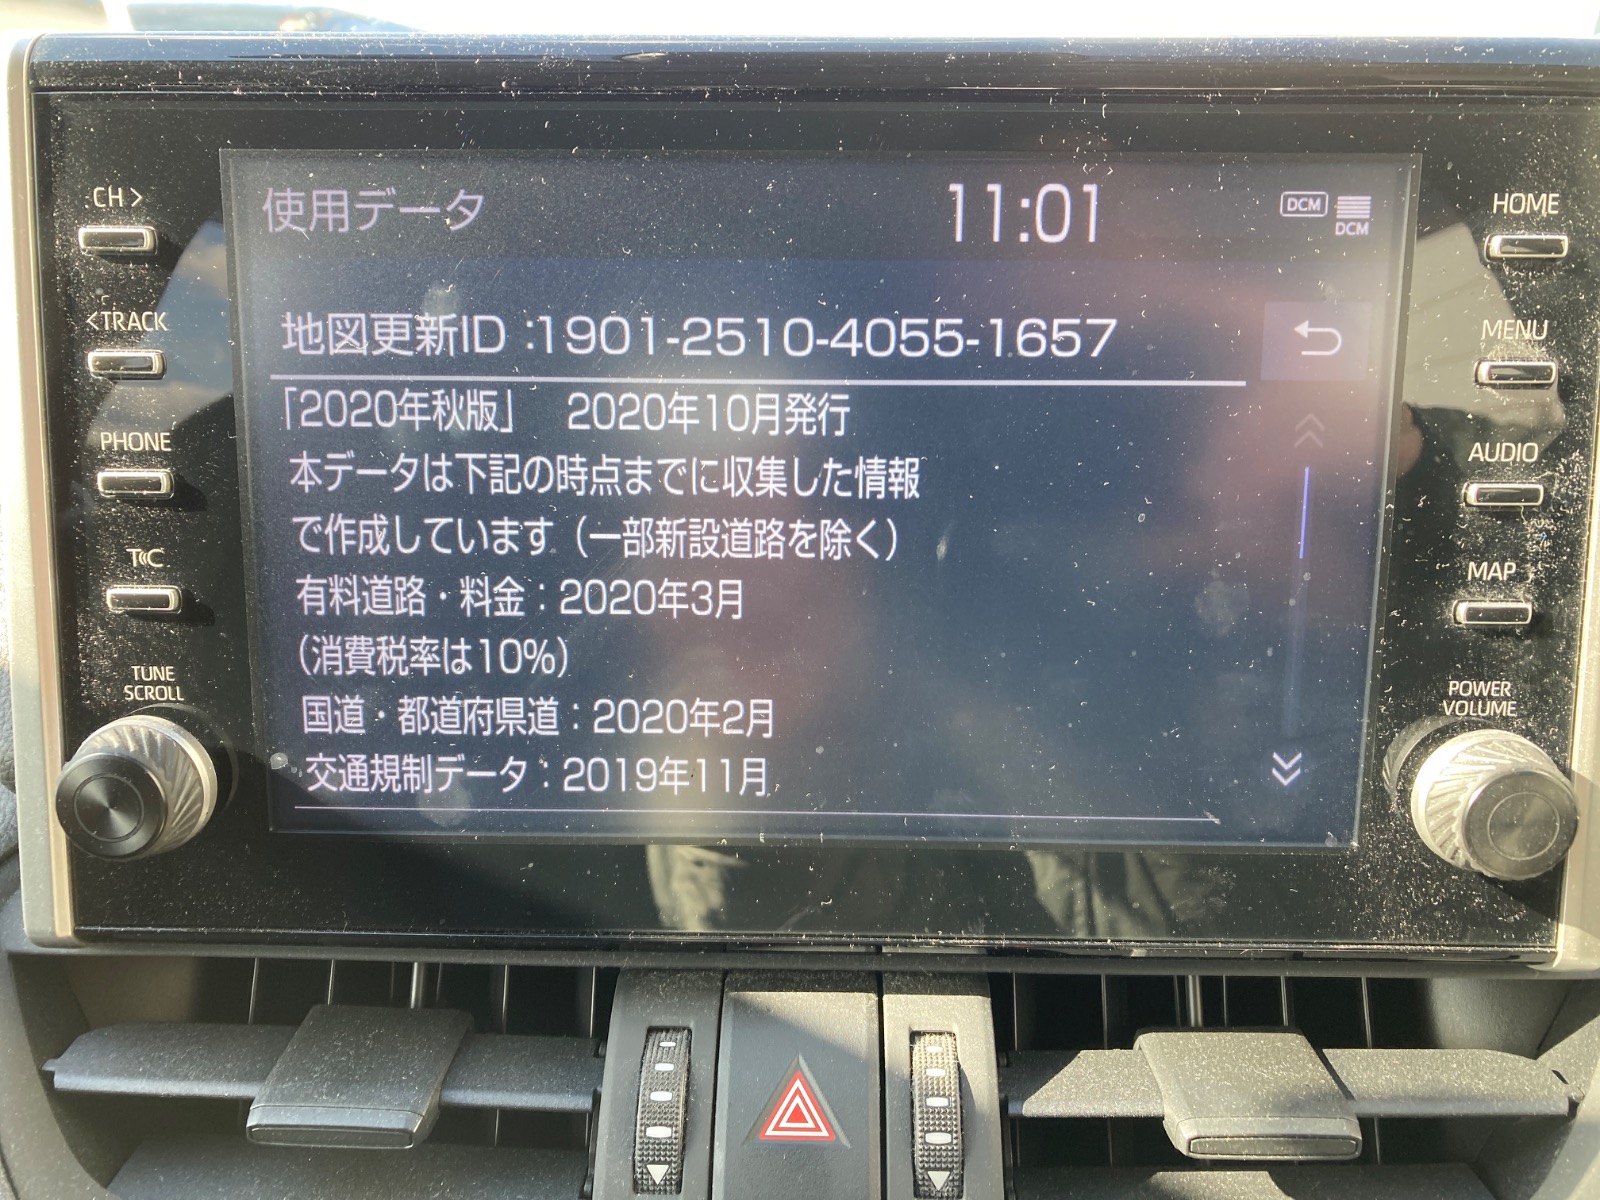 使用データ 11:01 DCM DCM
地図更新ID :1901-2510-4055-1657
「2020年秋版」 2020年10月発行
本データは下記の時点までに収集した情報
で作成しています（一部新設道路を除く）
有料道路・料金：2020年3月
（消費税率は10%）
国道・都道府県道：2020年2月
交通規制データ：2019年11月
CH >
<TRACK
PHONE
T«C
TUNE
SCROLL
HOME
MENU
AUDIO
MAP
POWER
VOLUME